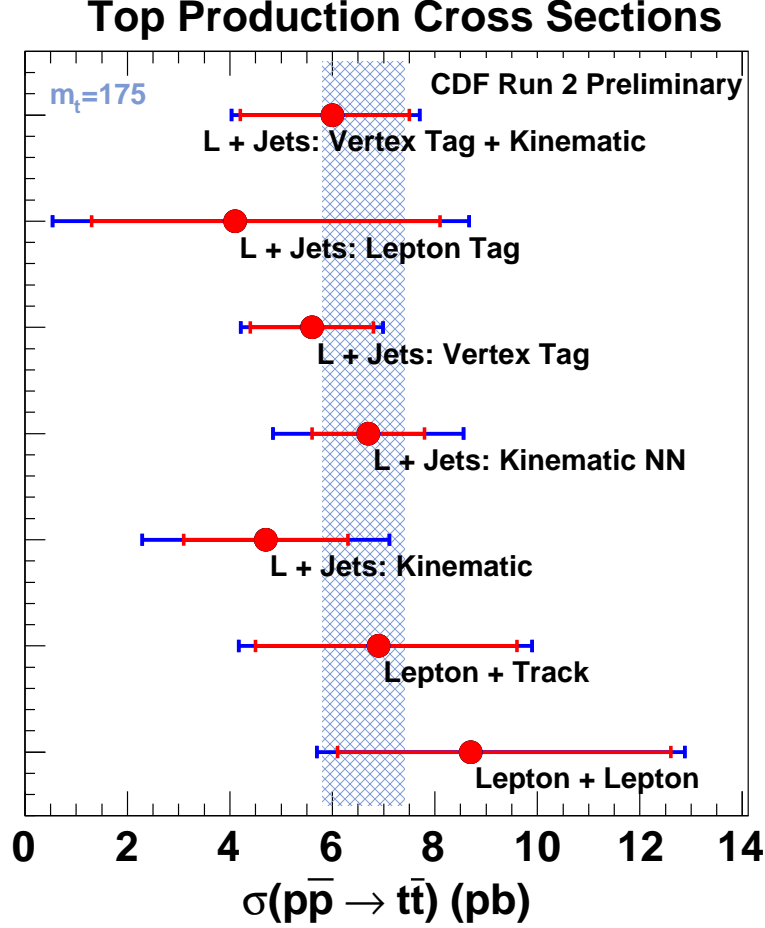 Top Production Cross Sections
CDF Run 2 Preliminary
mₜ=175
L + Jets: Vertex Tag + Kinematic
L + Jets: Lepton Tag
L + Jets: Vertex Tag
L + Jets: Kinematic NN
L + Jets: Kinematic
Lepton + Track
Lepton + Lepton
0 2 4 6 8 10 12 14
σ(pp̅ → tt̅) (pb)